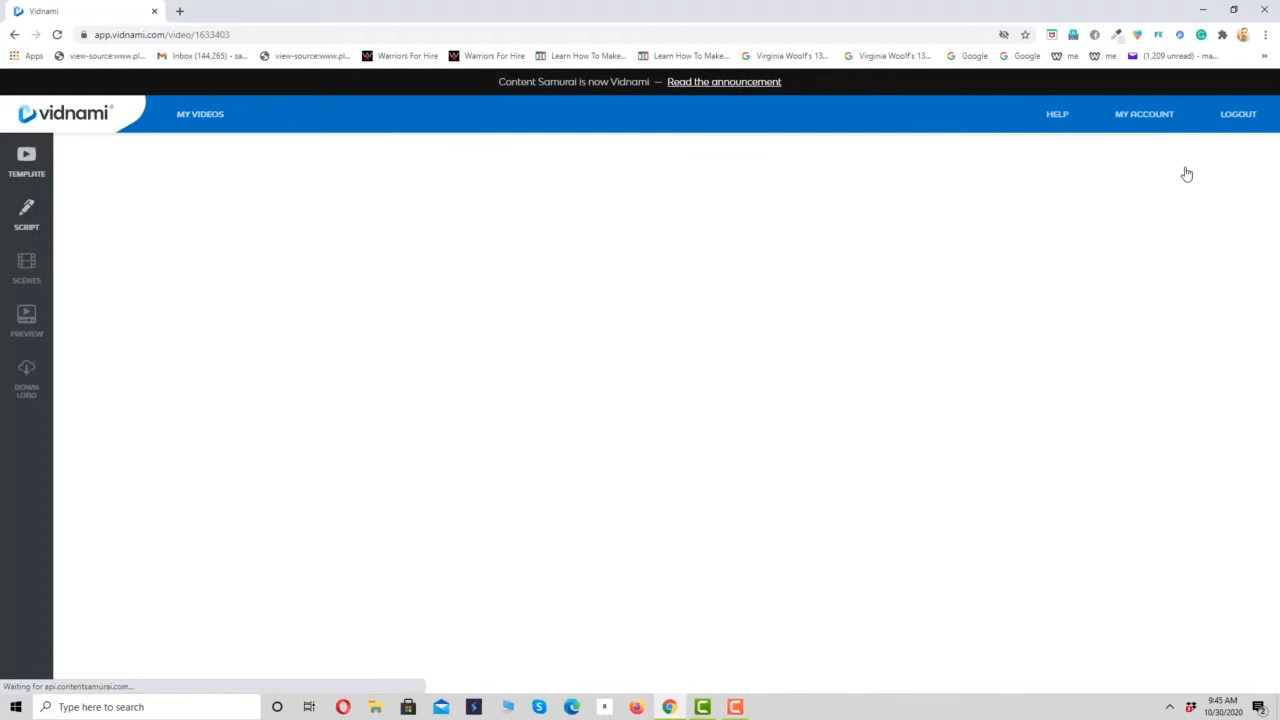 Vidnami
app.vidnami.com/video/1633403
Apps
view-source:www.pl...
Inbox (144,265) - sa...
view-source:www.pl...
Warriors For Hire
Warriors For Hire
Learn How To Make...
Learn How To Make...
Virginia Woolf's 13...
Virginia Woolf's 13...
Google
Google
me
me
(1,209 unread) - ma...
»
Content Samurai is now Vidnami — Read the announcement
vidnami®
MY VIDEOS
HELP
MY ACCOUNT
LOGOUT
TEMPLATE
SCRIPT
SCENES
PREVIEW
DOWN
LOAD
Waiting for api.contentsamurai.com...
Type here to search
9:45 AM
10/30/2020